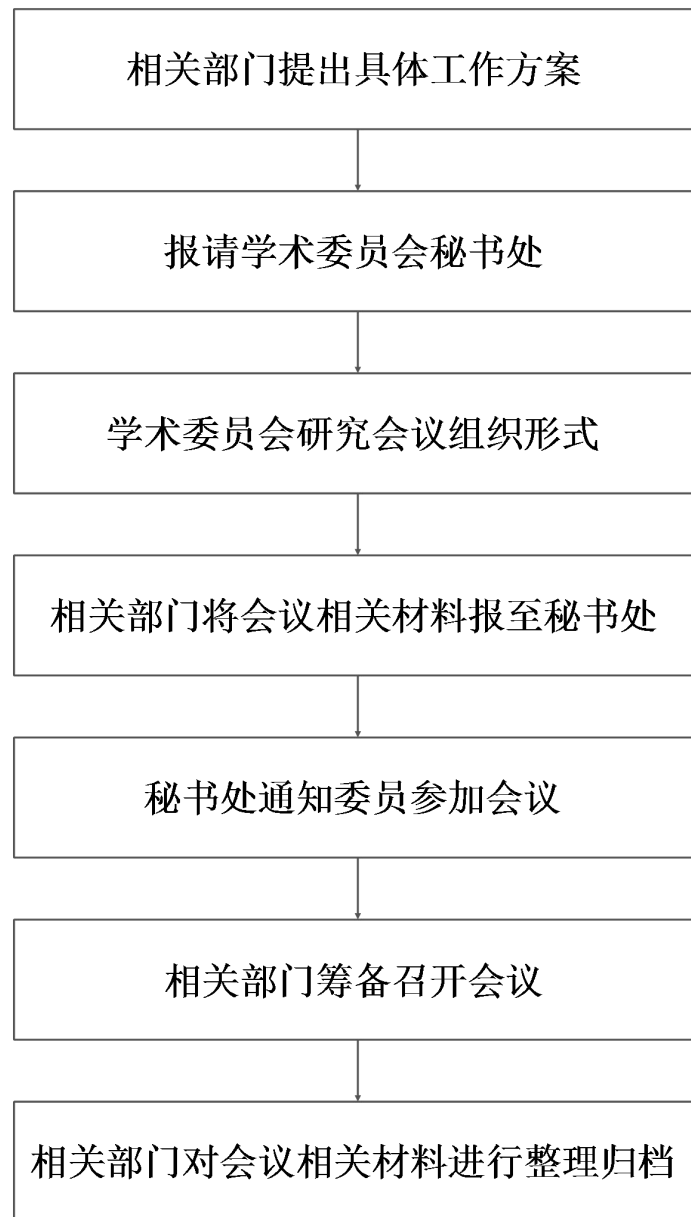 相关部门提出具体工作方案
报请学术委员会秘书处
学术委员会研究会议组织形式
相关部门将会议相关材料报至秘书处
秘书处通知委员参加会议
相关部门筹备召开会议
相关部门对会议相关材料进行整理归档